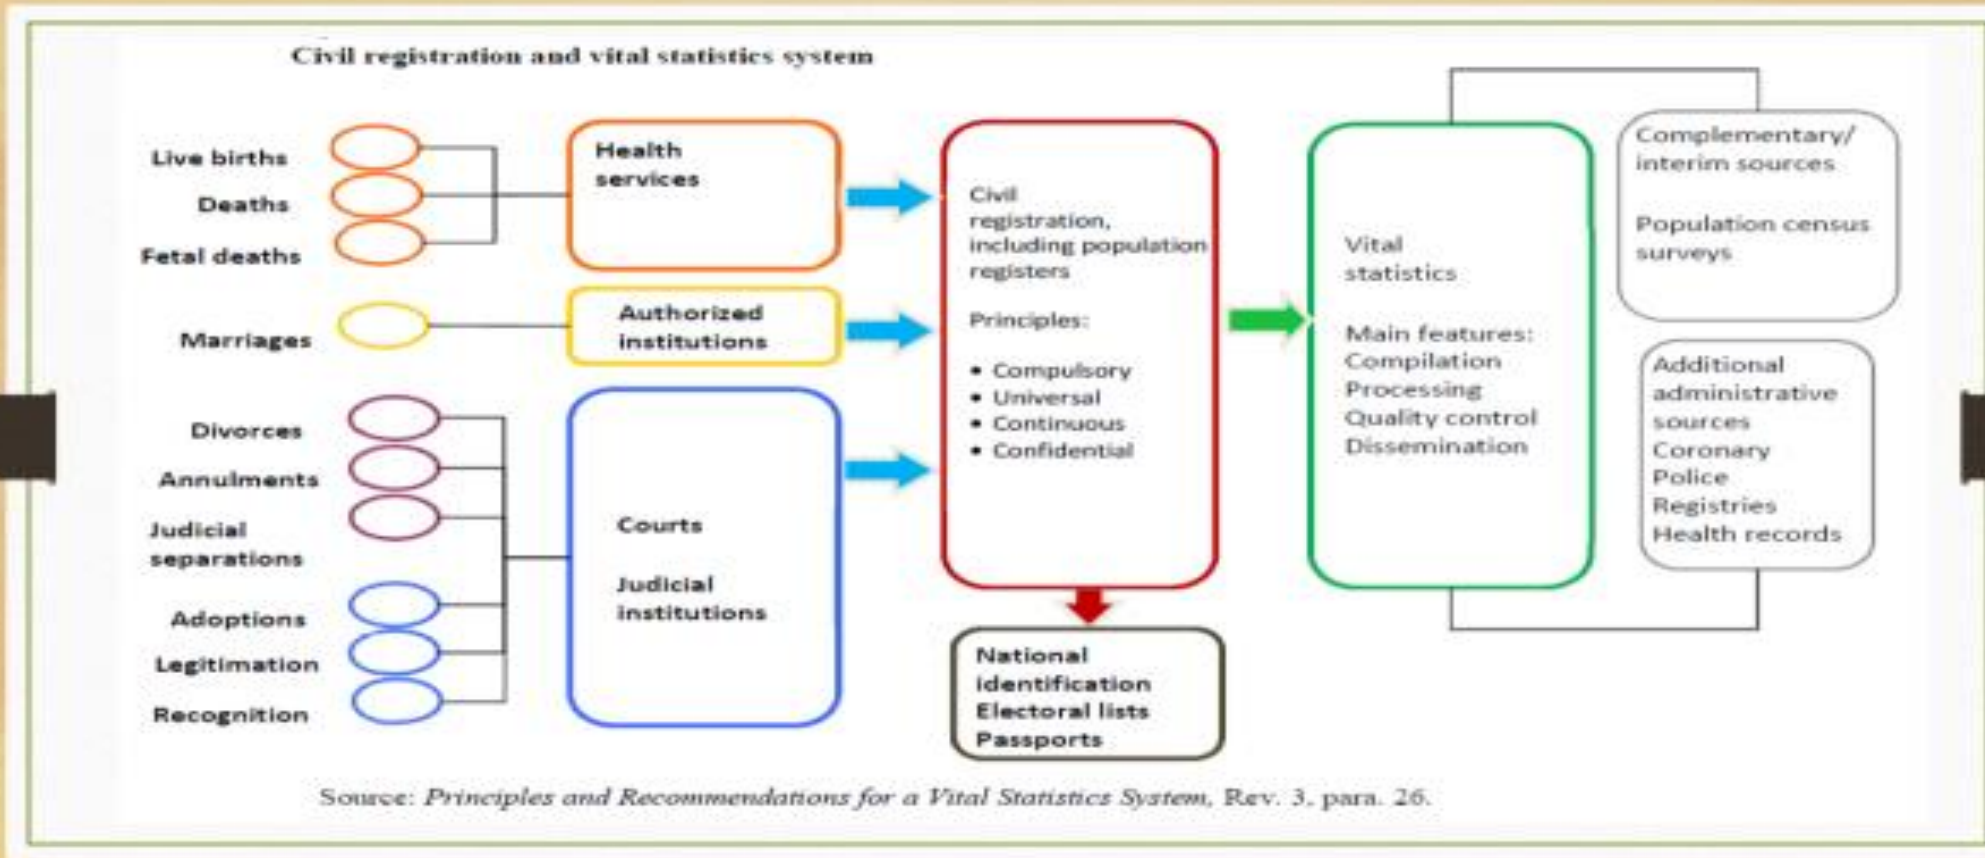 Civil registration and vital statistics system
Live births
Deaths
Fetal deaths
Marriages
Divorces
Annulments
Judicial
separations
Adoptions
Legitimation
Recognition
Health
services
Authorized
institutions
Courts
Judicial
institutions
Civil
registration,
including population
registers
Principles:
• Compulsory
• Universal
• Continuous
• Confidential
National
identification
Electoral lists
Passports
Vital
statistics
Main features:
Compilation
Processing
Quality control
Dissemination
Complementary/
interim sources
Population census
surveys
Additional
administrative
sources
Coronary
Police
Registries
Health records
Source: Principles and Recommendations for a Vital Statistics System, Rev. 3, para. 26.